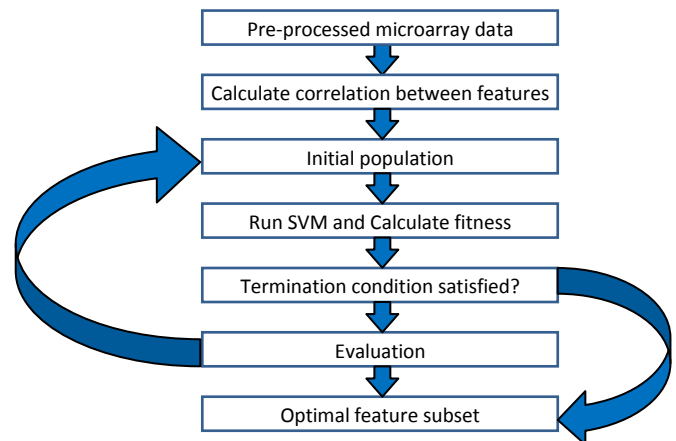 Pre-processed microarray data
Calculate correlation between features
Initial population
Run SVM and Calculate fitness
Termination condition satisfied?
Evaluation
Optimal feature subset